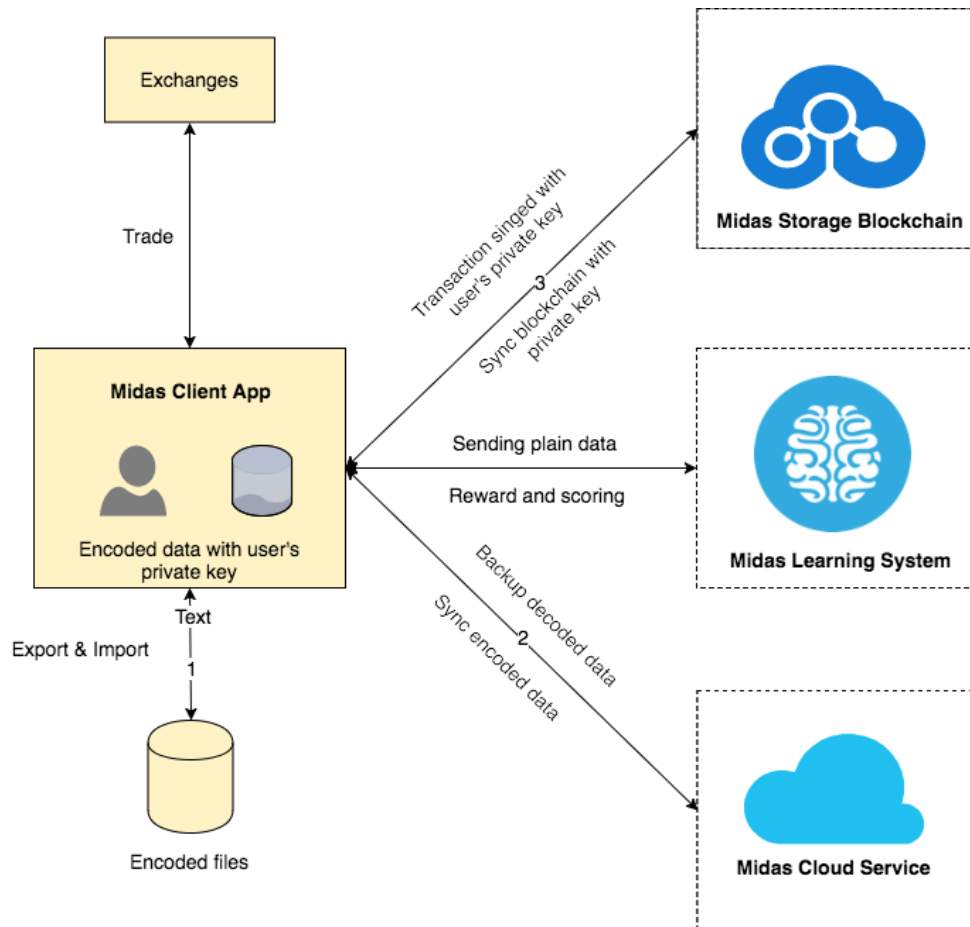 Exchanges
Trade
Transaction singed with
user's private key
3
Sync blockchain with
private key
Midas Storage Blockchain
Midas Client App
Encoded data with user's
private key
Sending plain data
Reward and scoring
Midas Learning System
Text
Export & Import
1
Encoded files
Backup decoded data
2
Sync encoded data
Midas Cloud Service